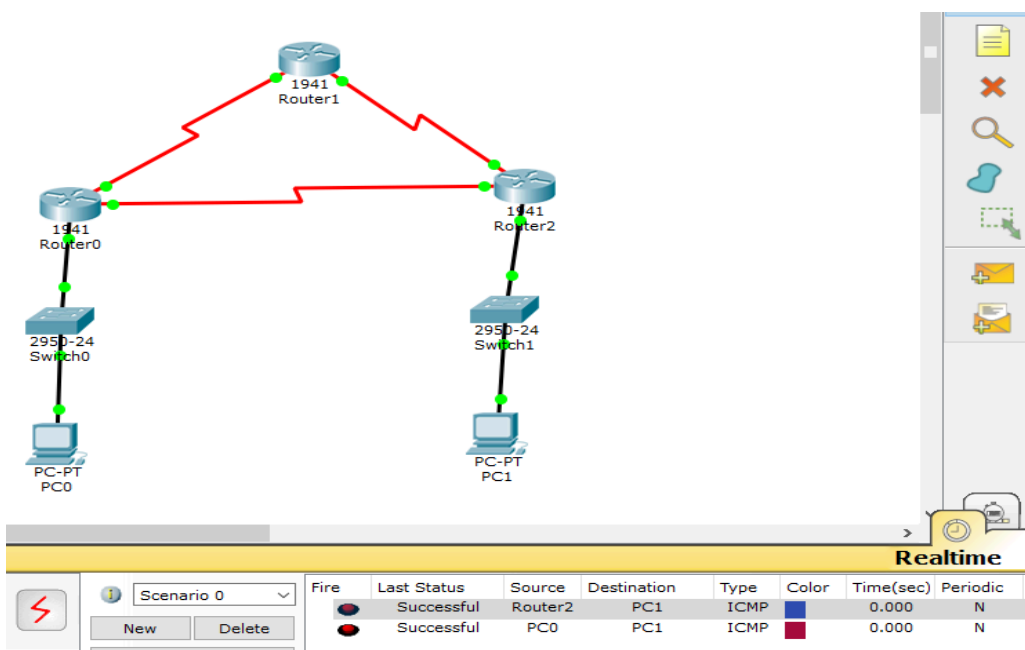 1941
Router1
1941
Router0
1941
Router2
2950-24
Switch0
2950-24
Switch1
PC-PT
PC0
PC-PT
PC1
Realtime
Scenario 0
New Delete
Fire Last Status Source Destination Type Color Time(sec) Periodic
Successful Router2 PC1 ICMP 0.000 N
Successful PC0 PC1 ICMP 0.000 N